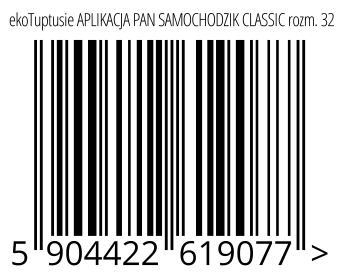 ekoTuptusie APLIKACJA PAN SAMOCHODZIK CLASSIC rozm. 32
5 904422 619077 >